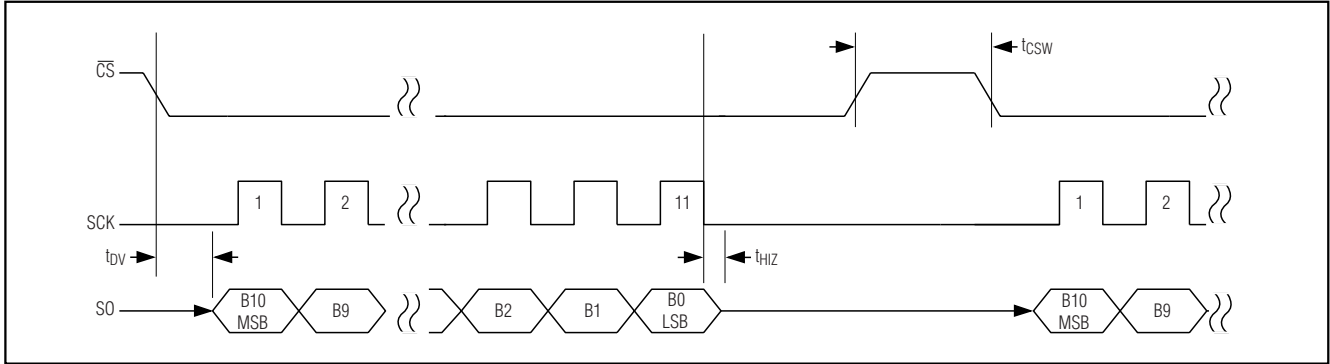 C̅S̅
tCSW
1 2 11 1 2
SCK
tDV
tHIZ
SO
B10 MSB
B9
B2
B1
B0 LSB
B10 MSB
B9